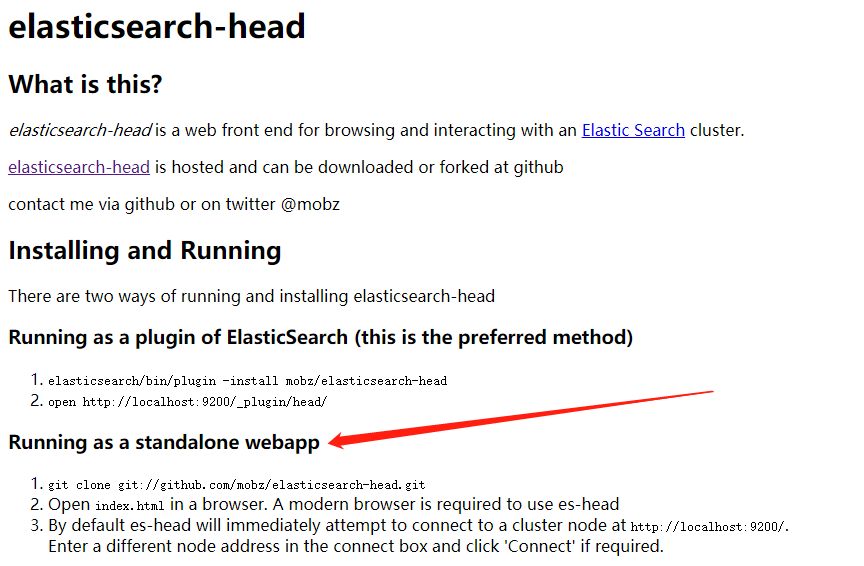 elasticsearch-head
What is this?
elasticsearch-head is a web front end for browsing and interacting with an Elastic Search cluster.
elasticsearch-head is hosted and can be downloaded or forked at github
contact me via github or on twitter @mobz
Installing and Running
There are two ways of running and installing elasticsearch-head
Running as a plugin of ElasticSearch (this is the preferred method)
1. elasticsearch/bin/plugin -install mobz/elasticsearch-head
2. open http://localhost:9200/_plugin/head/
Running as a standalone webapp
1. git clone git://github.com/mobz/elasticsearch-head.git
2. Open index.html in a browser. A modern browser is required to use es-head
3. By default es-head will immediately attempt to connect to a cluster node at http://localhost:9200/.
Enter a different node address in the connect box and click 'Connect' if required.